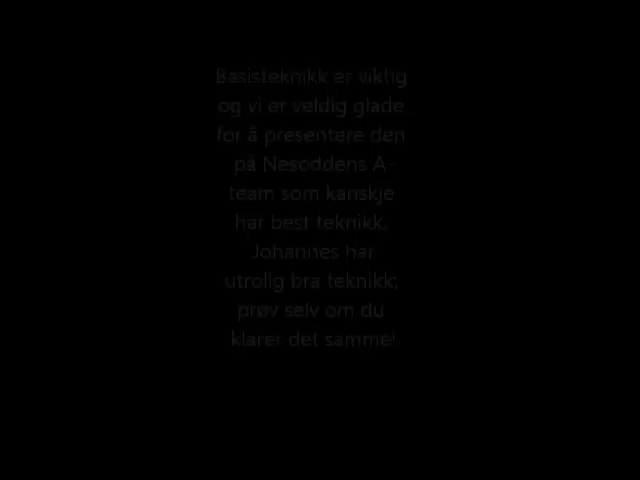 Basisteknikk er viktig
og vi er veldig glade
for å presentere den
på Nesoddens A-
team som kanskje
har best teknikk,
Johannes har
utrolig bra teknikk;
prøv selv om du
klarer det samme!